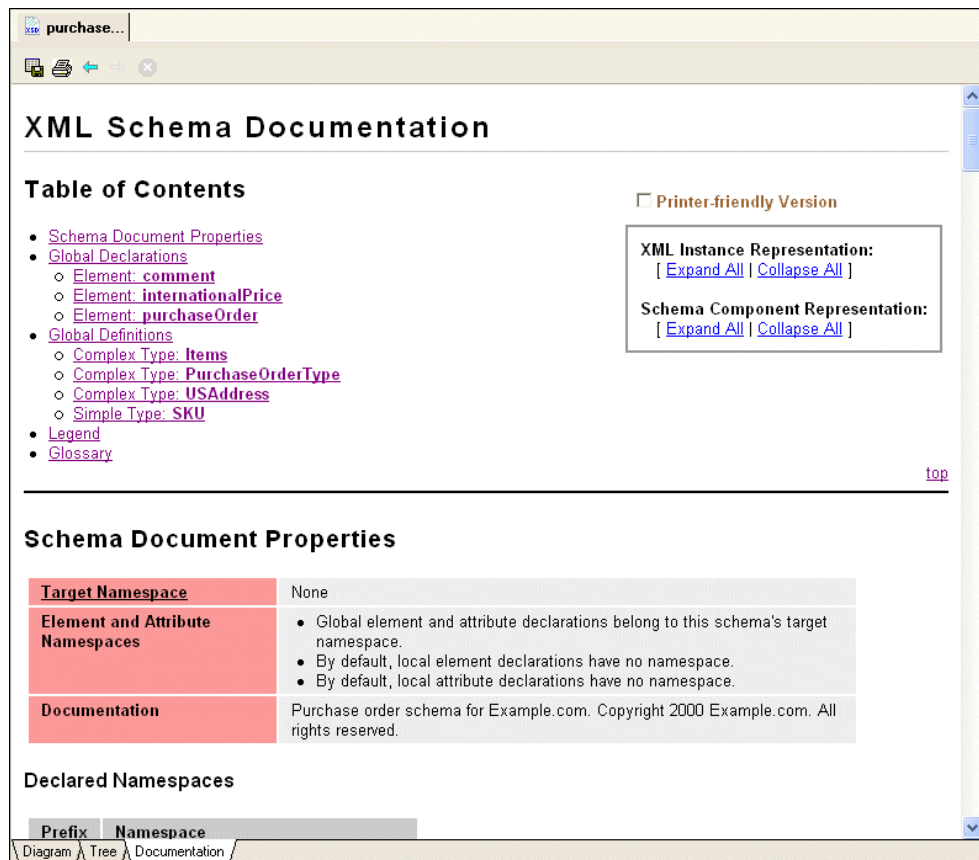 XSD purchase...
XML Schema Documentation
Table of Contents
Schema Document Properties
Global Declarations
Element: comment
Element: internationalPrice
Element: purchaseOrder
Global Definitions
Complex Type: Items
Complex Type: PurchaseOrderType
Complex Type: USAddress
Simple Type: SKU
Legend
Glossary
Printer-friendly Version
XML Instance Representation:
[ Expand All | Collapse All ]
Schema Component Representation:
[ Expand All | Collapse All ]
top
Schema Document Properties
Target Namespace None
Element and Attribute Namespaces
Global element and attribute declarations belong to this schema's target
namespace.
By default, local element declarations have no namespace.
By default, local attribute declarations have no namespace.
Documentation Purchase order schema for Example.com. Copyright 2000 Example.com. All
rights reserved.
Declared Namespaces
Prefix Namespace
Diagram Tree Documentation